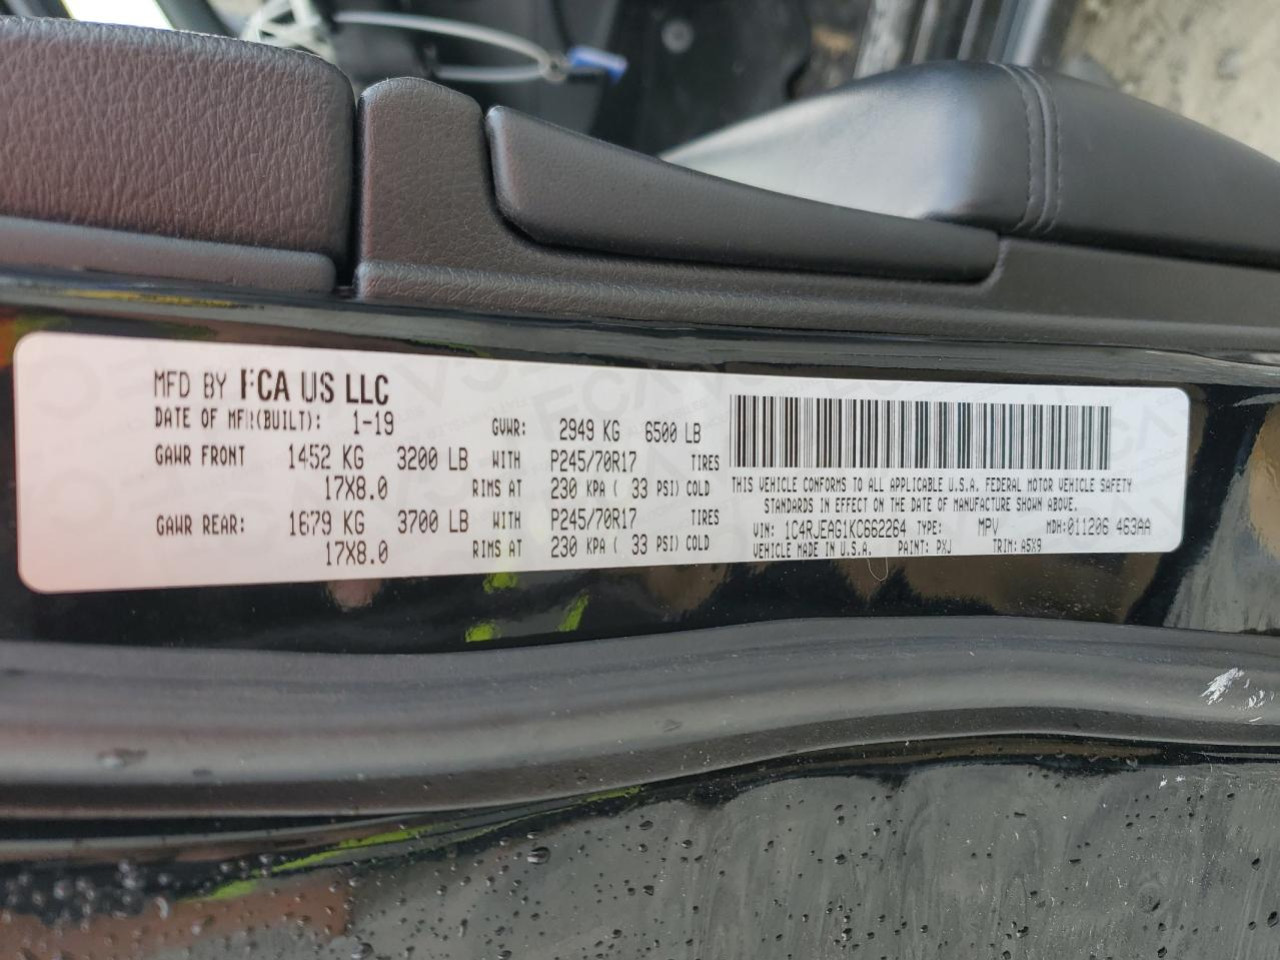 MFD BY FCA US LLC
DATE OF MFR(BUILT): 1-19 GVWR: 2949 KG 6500 LB
GAWR FRONT 1452 KG 3200 LB WITH P245/70R17 TIRES
17X8.0 RIMS AT 230 KPA ( 33 PSI) COLD
GAWR REAR: 1679 KG 3700 LB WITH P245/70R17 TIRES
17X8.0 RIMS AT 230 KPA ( 33 PSI) COLD
THIS VEHICLE CONFORMS TO ALL APPLICABLE U.S.A. FEDERAL MOTOR VEHICLE SAFETY
STANDARDS IN EFFECT ON THE DATE OF MANUFACTURE SHOWN ABOVE.
VIN: 1C4RJEAG1KC662264 TYPE: MPV MDH:011206 463AA
VEHICLE MADE IN U.S.A. PAINT: PXJ TRIM: A5X9